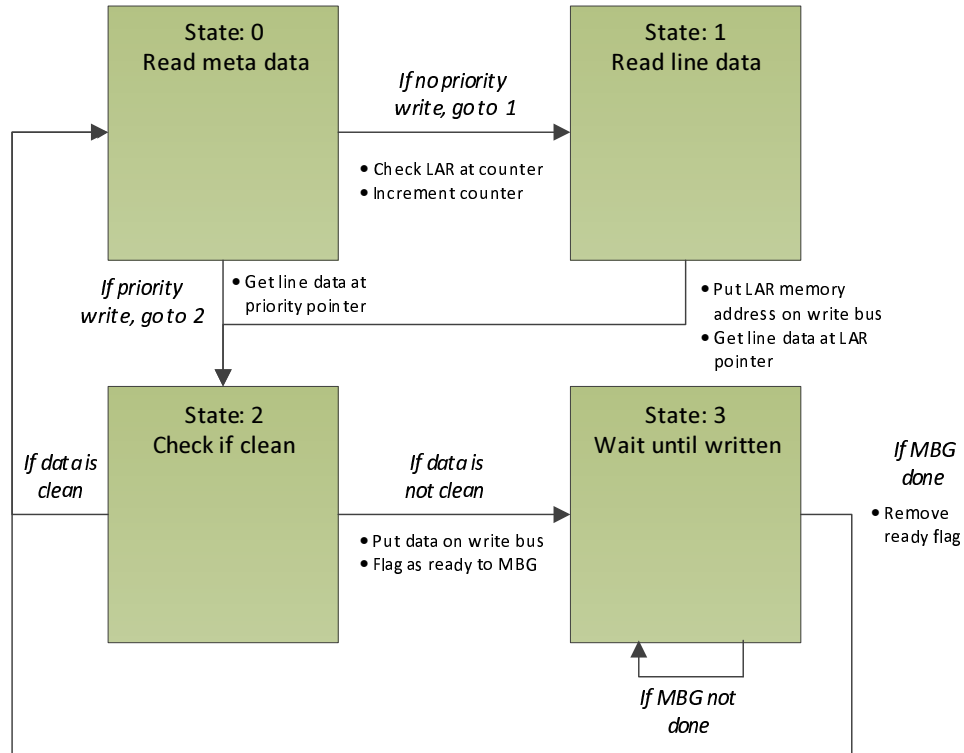 State: 0
Read meta data
State: 1
Read line data
If no priority
write, go to 1
• Check LAR at counter
• Increment counter
If priority
write, go to 2
• Get line data at
priority pointer
• Put LAR memory
address on write bus
• Get line data at LAR
pointer
State: 2
Check if clean
State: 3
Wait until written
If data is
clean
If data is
not clean
• Put data on write bus
• Flag as ready to MBG
If MBG
done
• Remove
ready flag
If MBG not
done